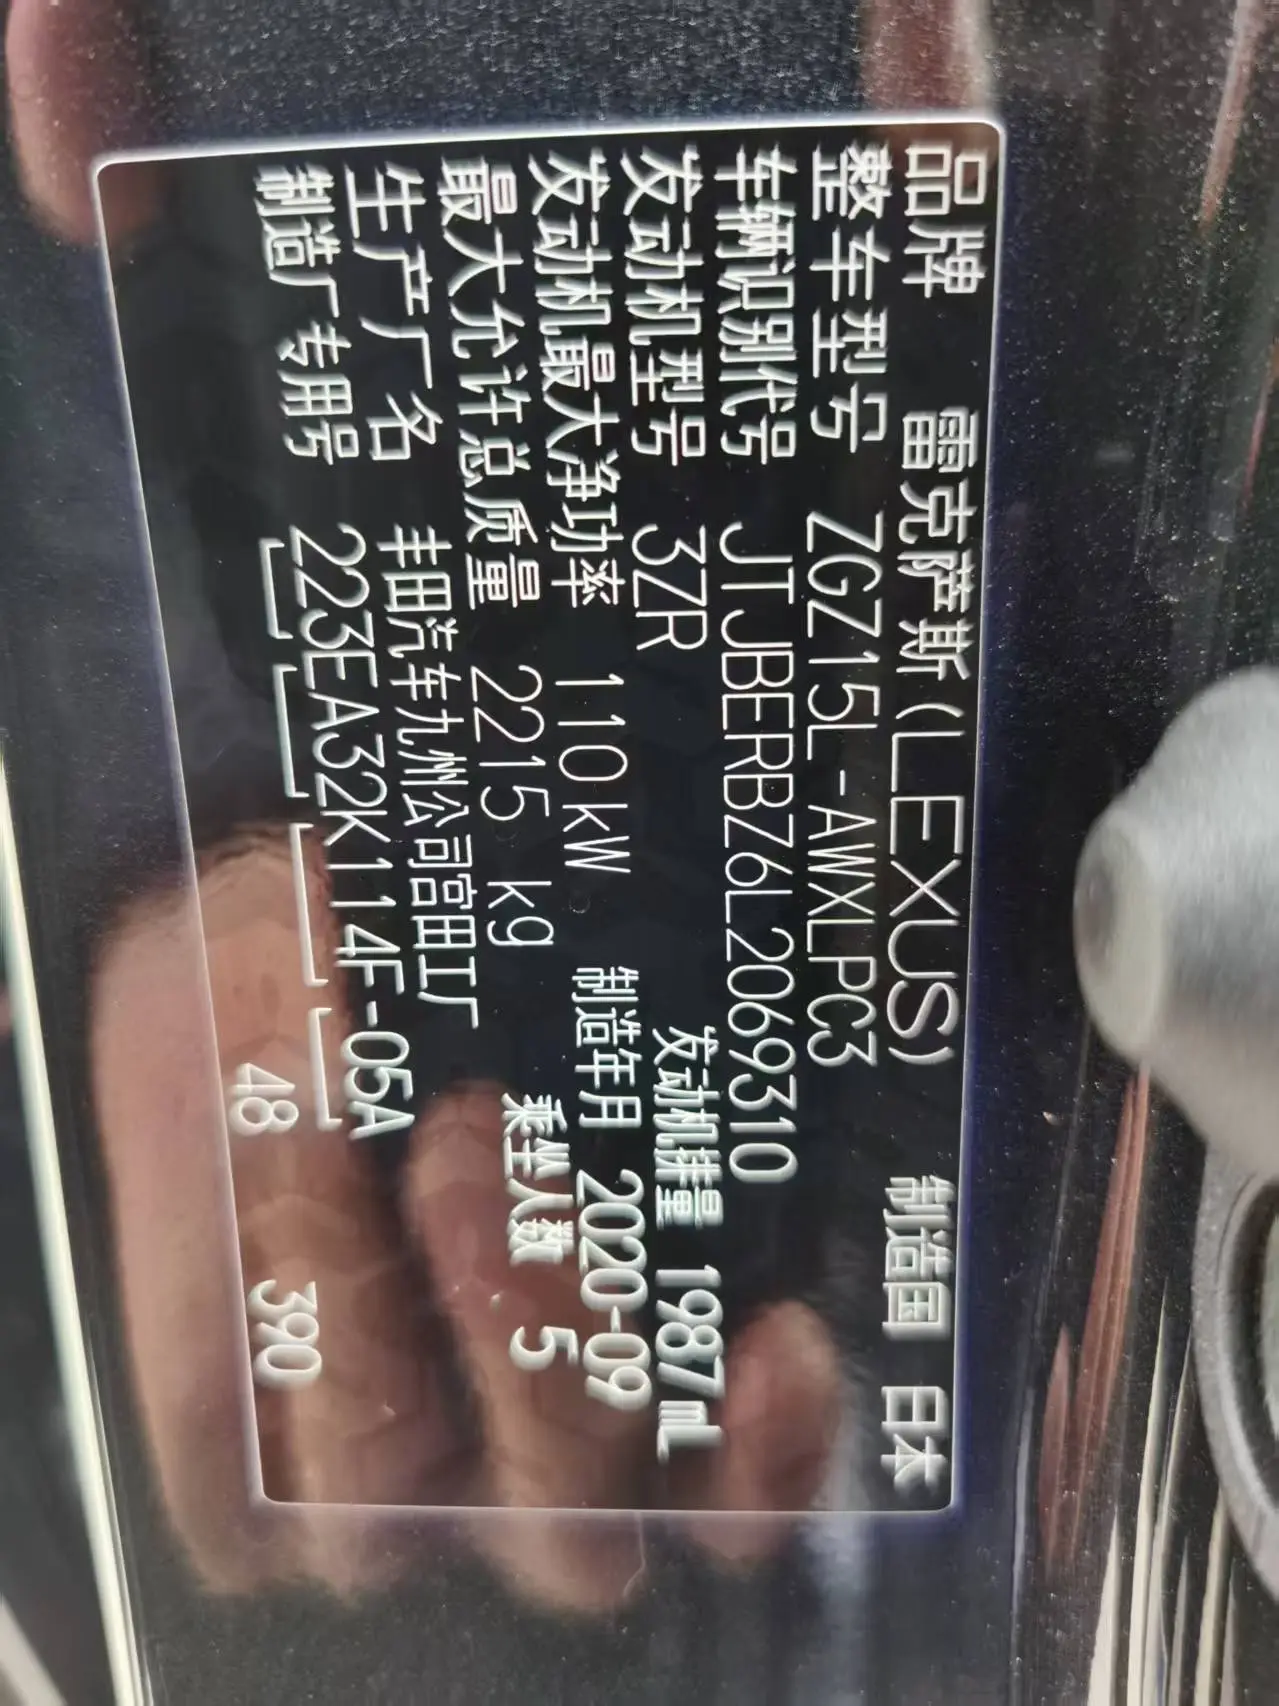 品牌 雷克萨斯(LEXUS) 制造国 日本
整车型号 ZGZ15L-AWXLPC3
车辆识别代号 JTJBERBZ6L2069310
发动机型号 3ZR 发动机排量 1987mL
发动机最大净功率 110kW 制造年月 2020-09
最大允许总质量 2215 kg 乘坐人数 5
生产厂名 丰田汽车九州公司宫田工厂
制造厂专用号 223EA32K114F-05A
48 390